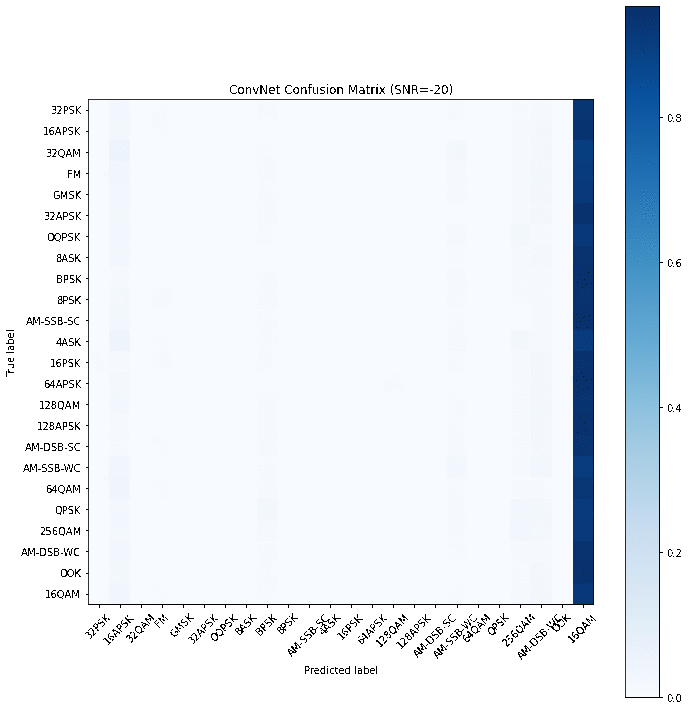 ConvNet Confusion Matrix (SNR=-20)
True label
32PSK
16APSK
32QAM
FM
GMSK
32APSK
OQPSK
8ASK
BPSK
8PSK
AM-SSB-SC
4ASK
16PSK
64APSK
128QAM
128APSK
AM-DSB-SC
AM-SSB-WC
64QAM
QPSK
256QAM
AM-DSB-WC
OOK
16QAM
32PSK
16APSK
32QAM
FM
GMSK
32APSK
OQPSK
8ASK
BPSK
8PSK
AM-SSB-SC
4ASK
16PSK
64APSK
128QAM
128APSK
AM-DSB-SC
AM-SSB-WC
64QAM
QPSK
256QAM
AM-DSB-WC
OOK
16QAM
Predicted label
0.8
0.6
0.4
0.2
0.0